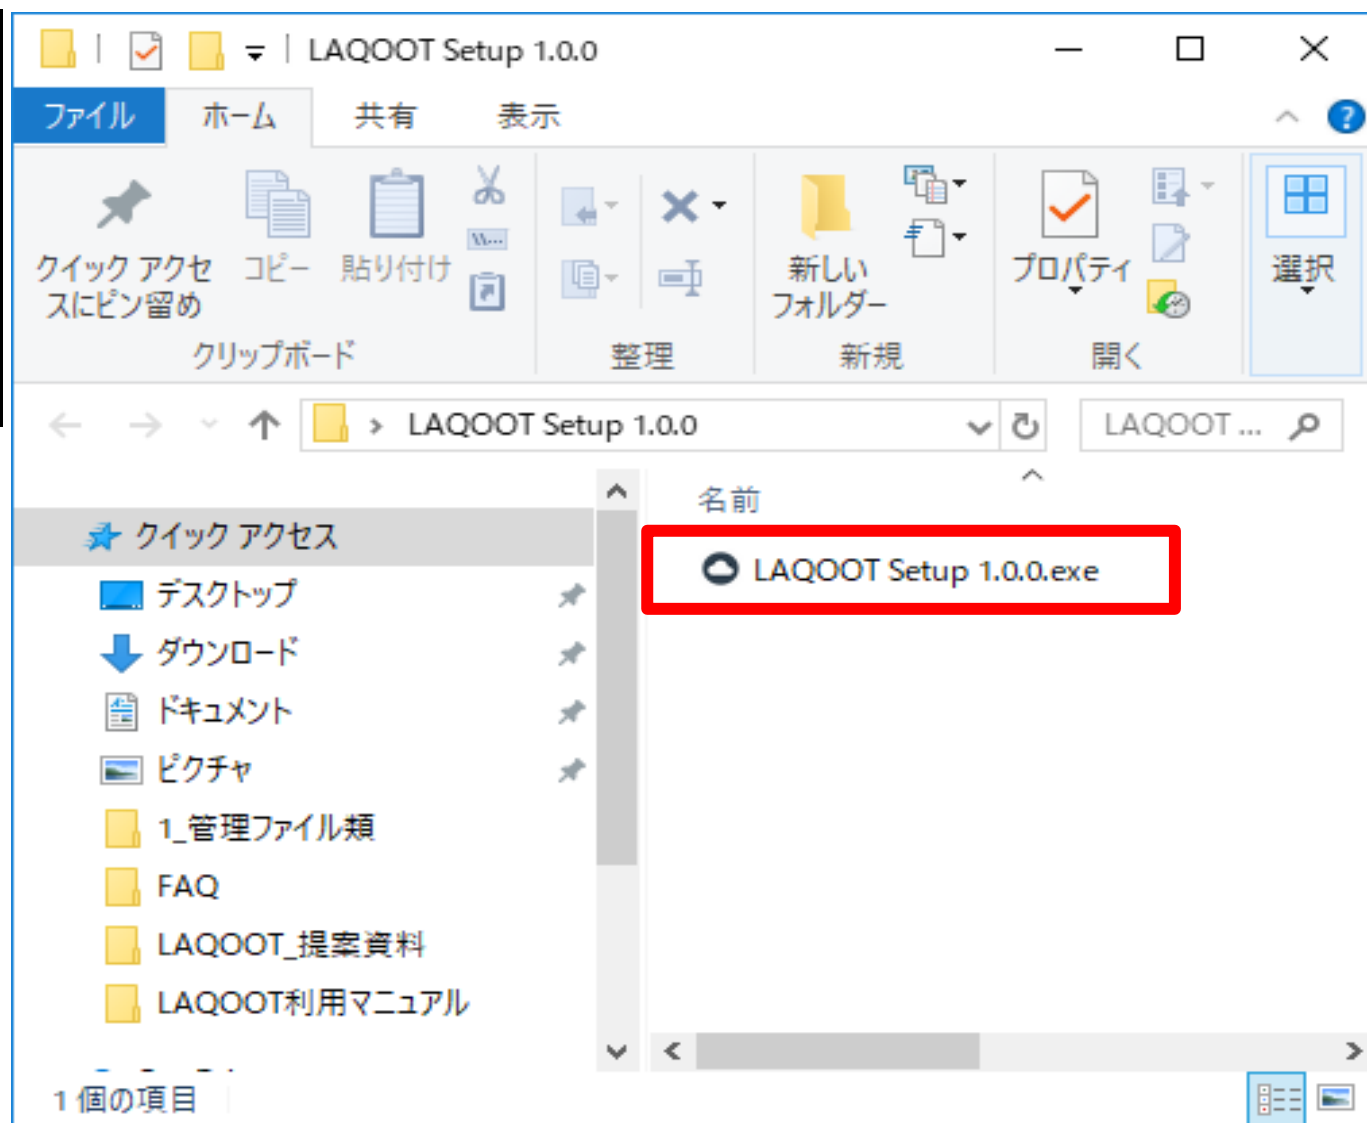 LAQOOT Setup 1.0.0
ファイル
ホーム
共有
表示
クイック アクセ
スにピン留め
コピー
貼り付け
クリップボード
整理
新しい
フォルダー
新規
プロパティ
開く
選択
LAQOOT Setup 1.0.0
LAQOOT ...
名前
LAQOOT Setup 1.0.0.exe
クイック アクセス
デスクトップ
ダウンロード
ドキュメント
ピクチャ
1_管理ファイル類
FAQ
LAQOOT_提案資料
LAQOOT利用マニュアル
1 個の項目